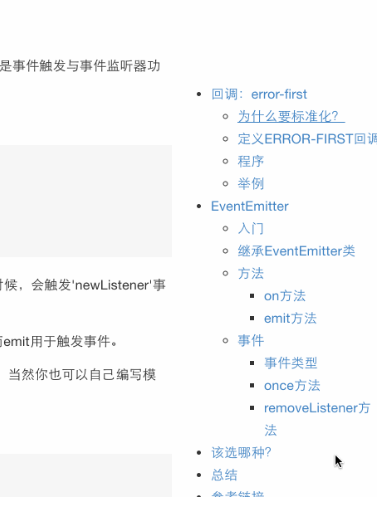 是事件触发与事件监听器功
时候，会触发'newListener'事
而emit用于触发事件。
当然你也可以自己编写模
回调：error-first
为什么要标准化？
定义ERROR-FIRST回调
程序
举例
EventEmitter
入门
继承EventEmitter类
方法
on方法
emit方法
事件
事件类型
once方法
removeListener方
法
该选哪种？
总结
参考链接